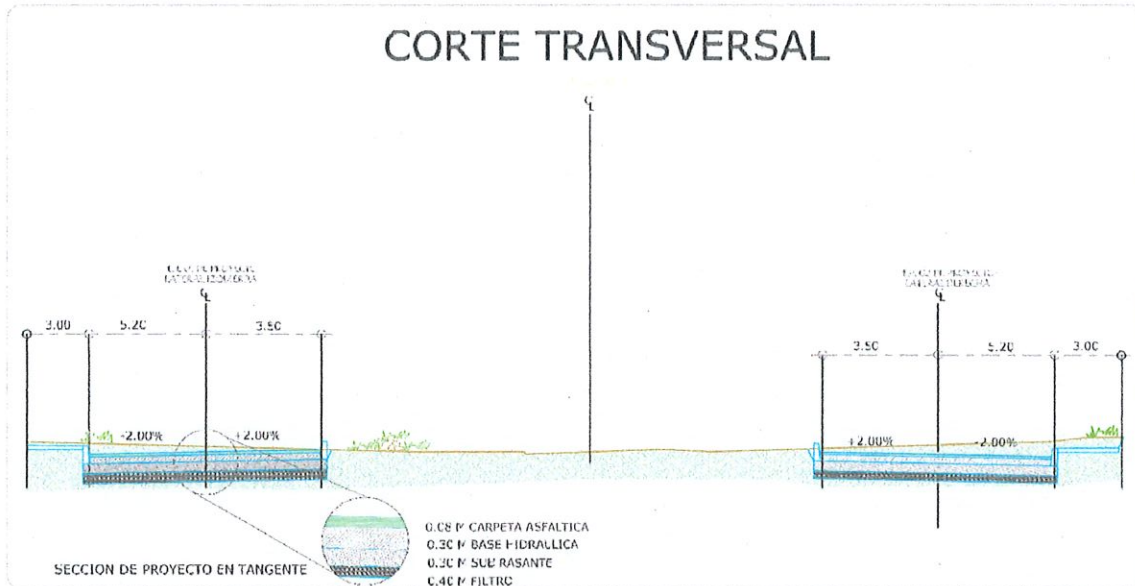 CORTE TRANSVERSAL
℄
℄
3.00 5.20 3.50
℄
3.50 5.20 3.00
-2.00% +2.00%
+2.00% -2.00%
0.08 M CARPETA ASFALTICA
0.30 M BASE HIDRAULICA
0.30 M SUB RASANTE
0.40 M FILTRO
SECCION DE PROYECTO EN TANGENTE